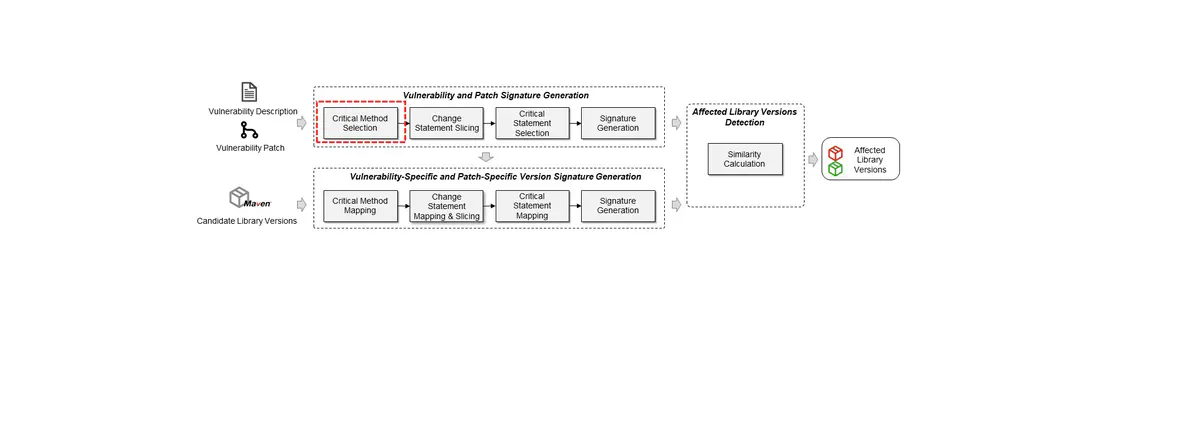 Vulnerability Description
Vulnerability Patch
Vulnerability and Patch Signature Generation
Critical Method
Selection
Change
Statement Slicing
Critical
Statement
Selection
Signature
Generation
Maven
Candidate Library Versions
Vulnerability-Specific and Patch-Specific Version Signature Generation
Critical Method
Mapping
Change
Statement
Mapping & Slicing
Critical
Statement
Mapping
Signature
Generation
Affected Library Versions
Detection
Similarity
Calculation
Affected
Library
Versions